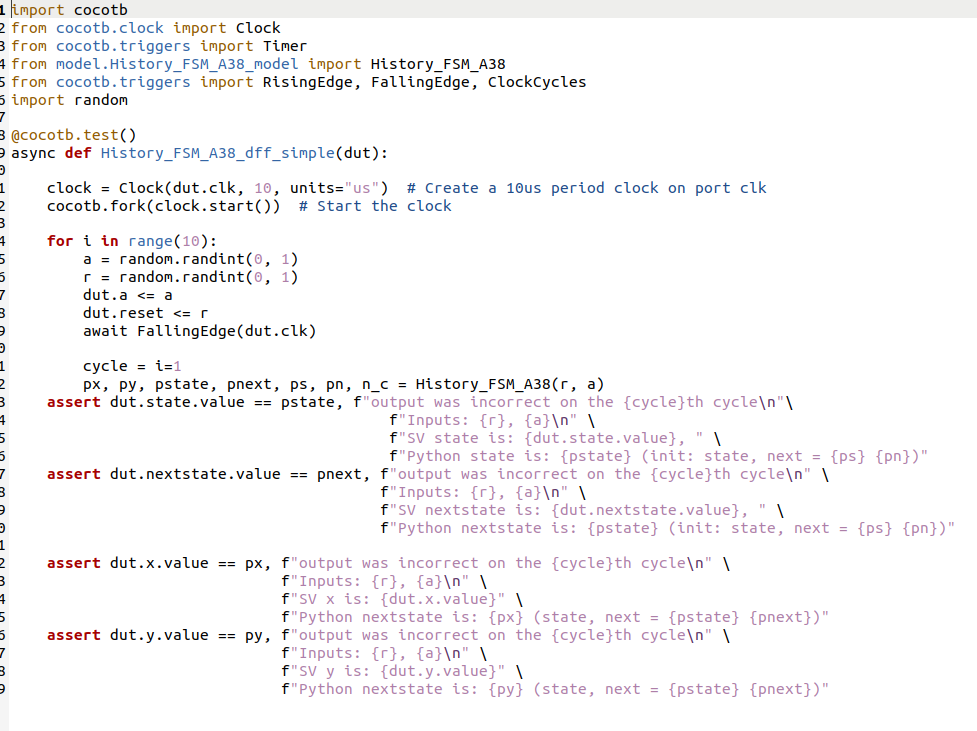 1 import cocotb
2 from cocotb.clock import Clock
3 from cocotb.triggers import Timer
4 from model.History_FSM_A38_model import History_FSM_A38
5 from cocotb.triggers import RisingEdge, FallingEdge, ClockCycles
6 import random
7
8 @cocotb.test()
9 async def History_FSM_A38_dff_simple(dut):
0
1     clock = Clock(dut.clk, 10, units="us")  # Create a 10us period clock on port clk
2     cocotb.fork(clock.start())  # Start the clock
3
4     for i in range(10):
5         a = random.randint(0, 1)
6         r = random.randint(0, 1)
7         dut.a <= a
8         dut.reset <= r
9         await FallingEdge(dut.clk)
0
1         cycle = i=1
2         px, py, pstate, pnext, ps, pn, n_c = History_FSM_A38(r, a)
3     assert dut.state.value == pstate, f"output was incorrect on the {cycle}th cycle\n"\
4                                           f"Inputs: {r}, {a}\n" \
5                                           f"SV state is: {dut.state.value}, " \
6                                           f"Python state is: {pstate} (init: state, next = {ps} {pn})"
7     assert dut.nextstate.value == pnext, f"output was incorrect on the {cycle}th cycle\n" \
8                                          f"Inputs: {r}, {a}\n" \
9                                          f"SV nextstate is: {dut.nextstate.value}, " \
0                                          f"Python nextstate is: {pstate} (init: state, next = {ps} {pn})"
1
2     assert dut.x.value == px, f"output was incorrect on the {cycle}th cycle\n" \
3                               f"Inputs: {r}, {a}\n" \
4                               f"SV x is: {dut.x.value}" \
5                               f"Python nextstate is: {px} (state, next = {pstate} {pnext})"
6     assert dut.y.value == py, f"output was incorrect on the {cycle}th cycle\n" \
7                               f"Inputs: {r}, {a}\n" \
8                               f"SV y is: {dut.y.value}" \
9                               f"Python nextstate is: {py} (state, next = {pstate} {pnext})"